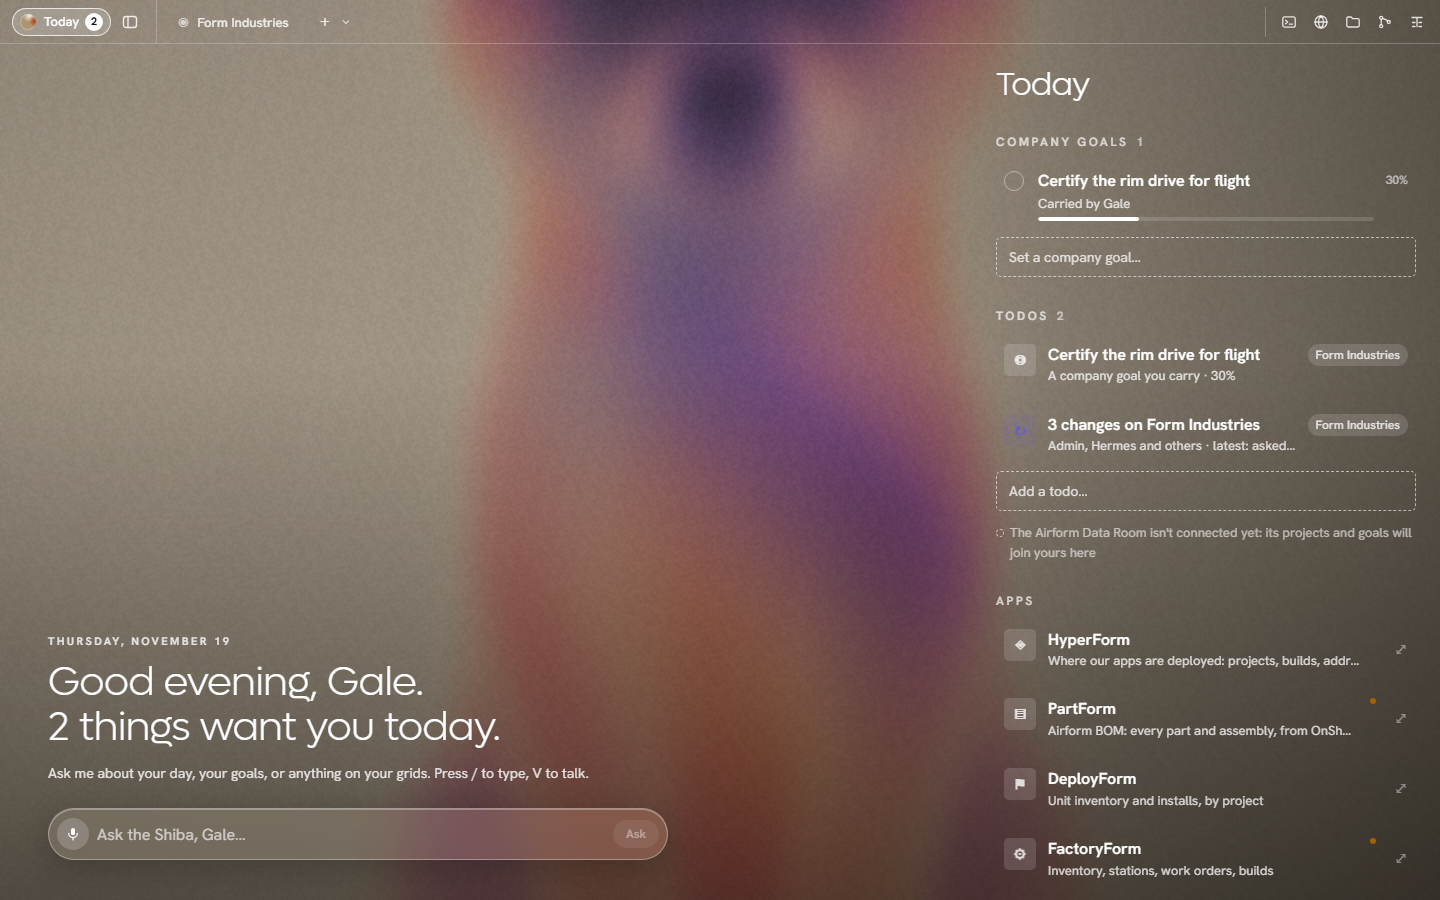 Today 2
Form Industries
Today
COMPANY GOALS 1
Certify the rim drive for flight
30%
Carried by Gale
Set a company goal...
TODOS 2
Certify the rim drive for flight
Form Industries
A company goal you carry · 30%
3 changes on Form Industries
Form Industries
Admin, Hermes and others · latest: asked...
Add a todo...
The Airform Data Room isn't connected yet: its projects and goals will
join yours here
APPS
HyperForm
Where our apps are deployed: projects, builds, addr...
PartForm
Airform BOM: every part and assembly, from OnSh...
DeployForm
Unit inventory and installs, by project
FactoryForm
Inventory, stations, work orders, builds
THURSDAY, NOVEMBER 19
Good evening, Gale.
2 things want you today.
Ask me about your day, your goals, or anything on your grids. Press / to type, V to talk.
Ask the Shiba, Gale...
Ask